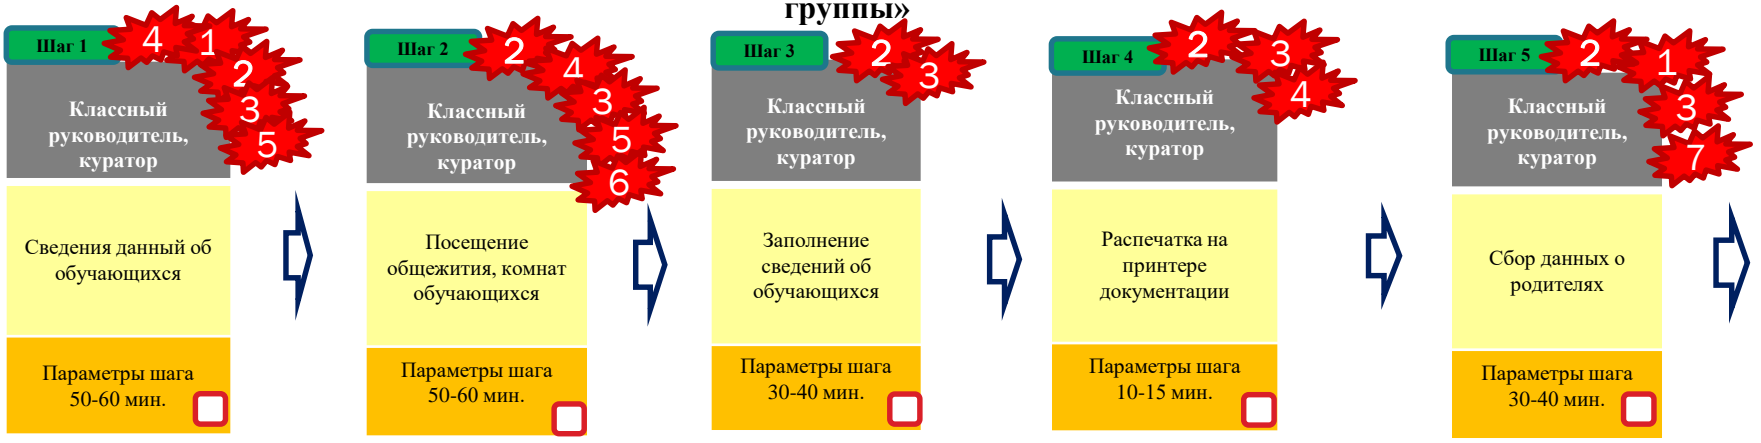 группы»
Шаг 1
4
1
2
3
5
Классный
руководитель,
куратор
Сведения данный об
обучающихся
Параметры шага
50-60 мин.
Шаг 2
2
4
3
5
6
Классный
руководитель,
куратор
Посещение
общежития, комнат
обучающихся
Параметры шага
50-60 мин.
Шаг 3
2
3
Классный
руководитель,
куратор
Заполнение
сведений об
обучающихся
Параметры шага
30-40 мин.
Шаг 4
2
3
4
Классный
руководитель,
куратор
Распечатка на
принтере
документации
Параметры шага
10-15 мин.
Шаг 5
2
1
3
7
Классный
руководитель,
куратор
Сбор данных о
родителях
Параметры шага
30-40 мин.